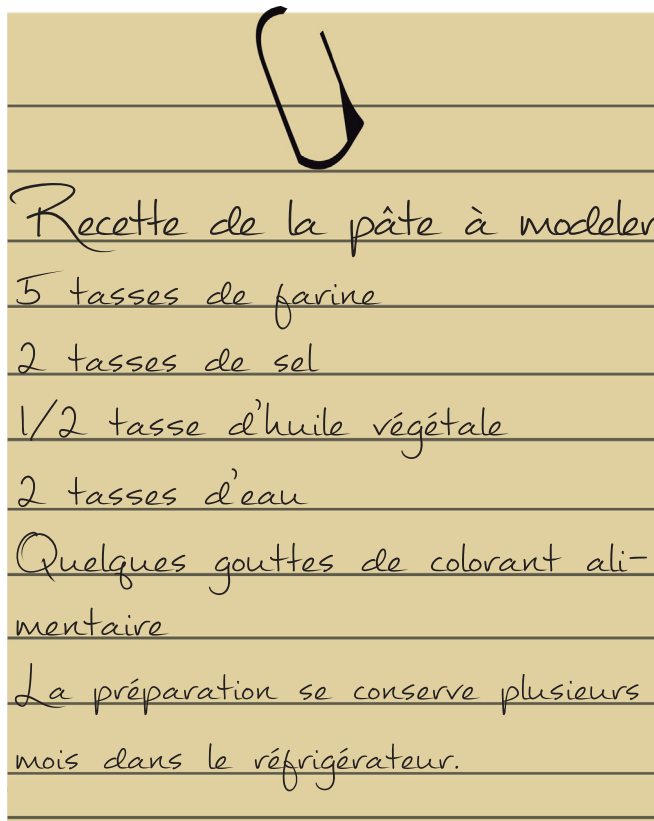 Recette de la pâte à modeler
5 tasses de farine
2 tasses de sel
1/2 tasse d'huile végétale
2 tasses d'eau
Quelques gouttes de colorant ali-
mentaire
La préparation se conserve plusieurs
mois dans le réfrigérateur.